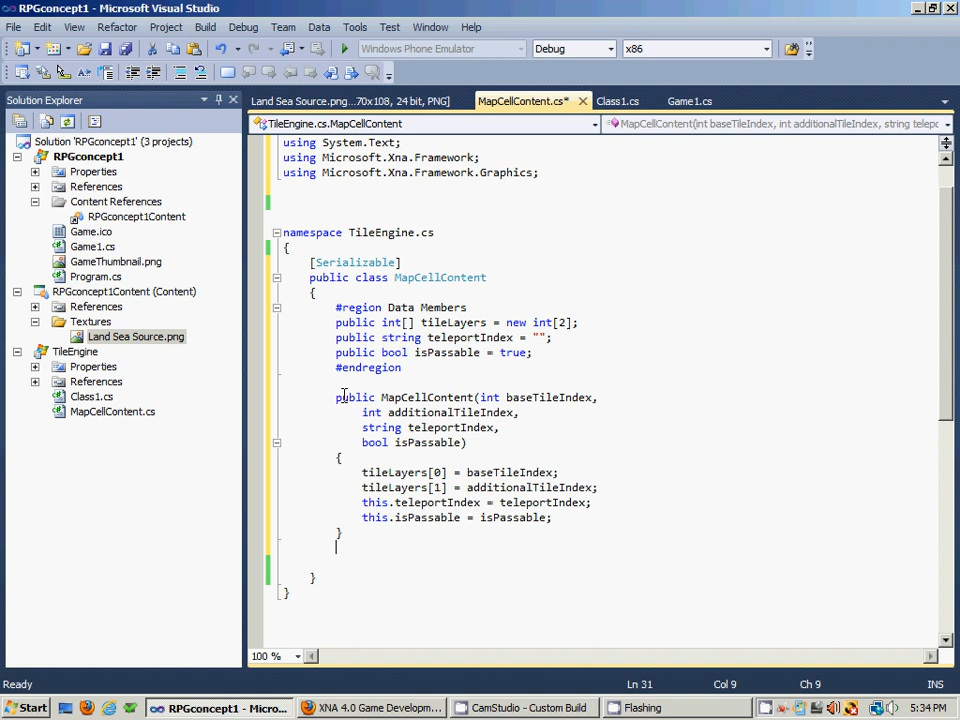 RPGconcept1 - Microsoft Visual Studio
File Edit View Refactor Project Build Debug Team Data Tools Test Window Help
Windows Phone Emulator Debug x86
Solution Explorer
Land Sea Source.png...70x108, 24 bit, PNG] MapCellContent.cs* Class1.cs Game1.cs
TileEngine.cs.MapCellContent MapCellContent(int baseTileIndex, int additionalTileIndex, string telepc
Solution 'RPGconcept1' (3 projects)
RPGconcept1
Properties
References
Content References
RPGconcept1Content
Game.ico
Game1.cs
GameThumbnail.png
Program.cs
RPGconcept1Content (Content)
References
Textures
Land Sea Source.png
TileEngine
Properties
References
Class1.cs
MapCellContent.cs
using System.Text;
using Microsoft.Xna.Framework;
using Microsoft.Xna.Framework.Graphics;
namespace TileEngine.cs
{
[Serializable]
public class MapCellContent
{
#region Data Members
public int[] tileLayers = new int[2];
public string teleportIndex = "";
public bool isPassable = true;
#endregion
public MapCellContent(int baseTileIndex,
int additionalTileIndex,
string teleportIndex,
bool isPassable)
{
tileLayers[0] = baseTileIndex;
tileLayers[1] = additionalTileIndex;
this.teleportIndex = teleportIndex;
this.isPassable = isPassable;
}
}
}
100 %
Ready Ln 31 Col 9 Ch 9 INS
Start RPGconcept1 - Micro... XNA 4.0 Game Developm... CamStudio - Custom Build Flashing 5:34 PM